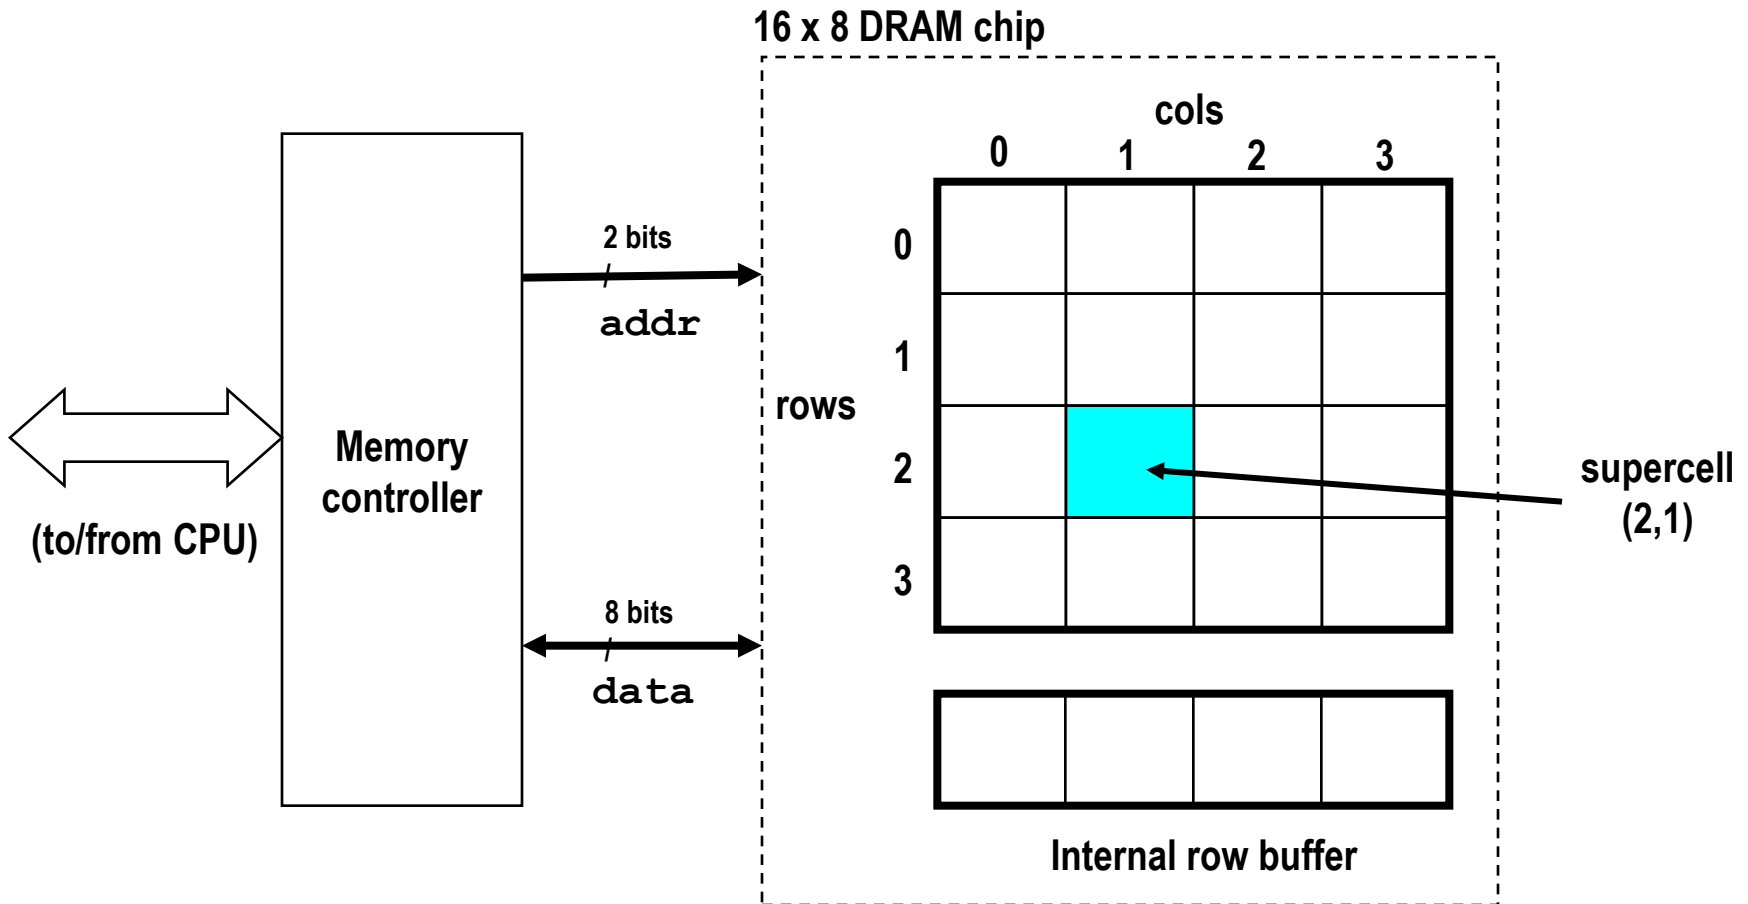 16 x 8 DRAM chip
cols
0 1 2 3
0
1
2
3
rows
2 bits
addr
8 bits
data
Memory
controller
(to/from CPU)
supercell
(2,1)
Internal row buffer